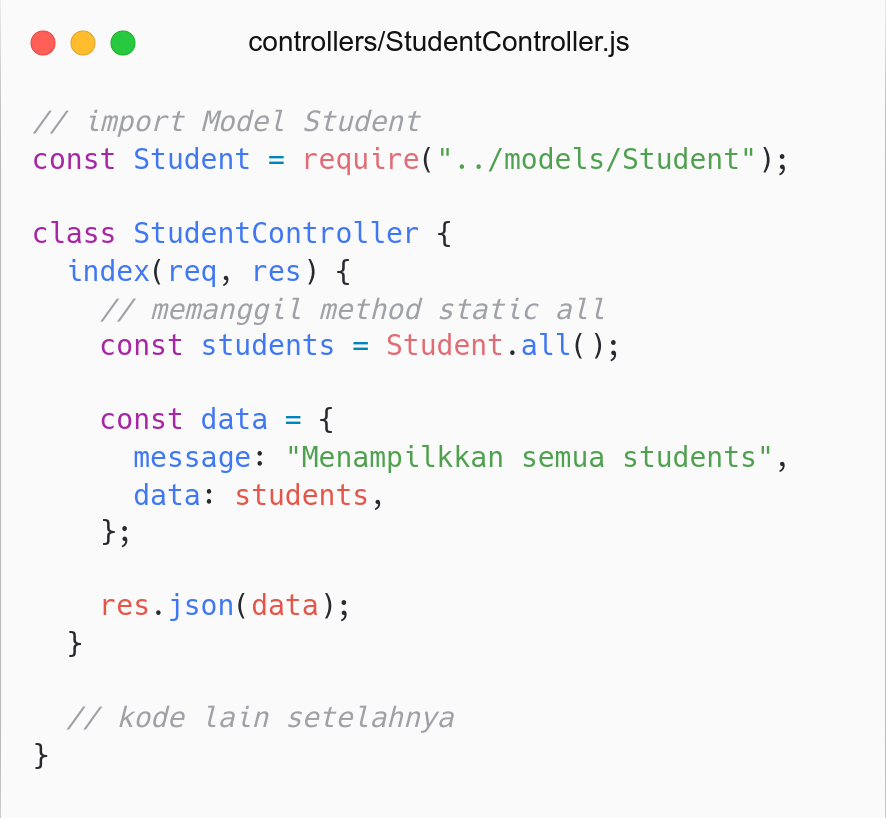 controllers/StudentController.js
// import Model Student
const Student = require("../models/Student");
class StudentController {
  index(req, res) {
    // memanggil method static all
    const students = Student.all();
    const data = {
      message: "Menampilkkan semua students",
      data: students,
    };
    res.json(data);
  }
  // kode lain setelahnya
}